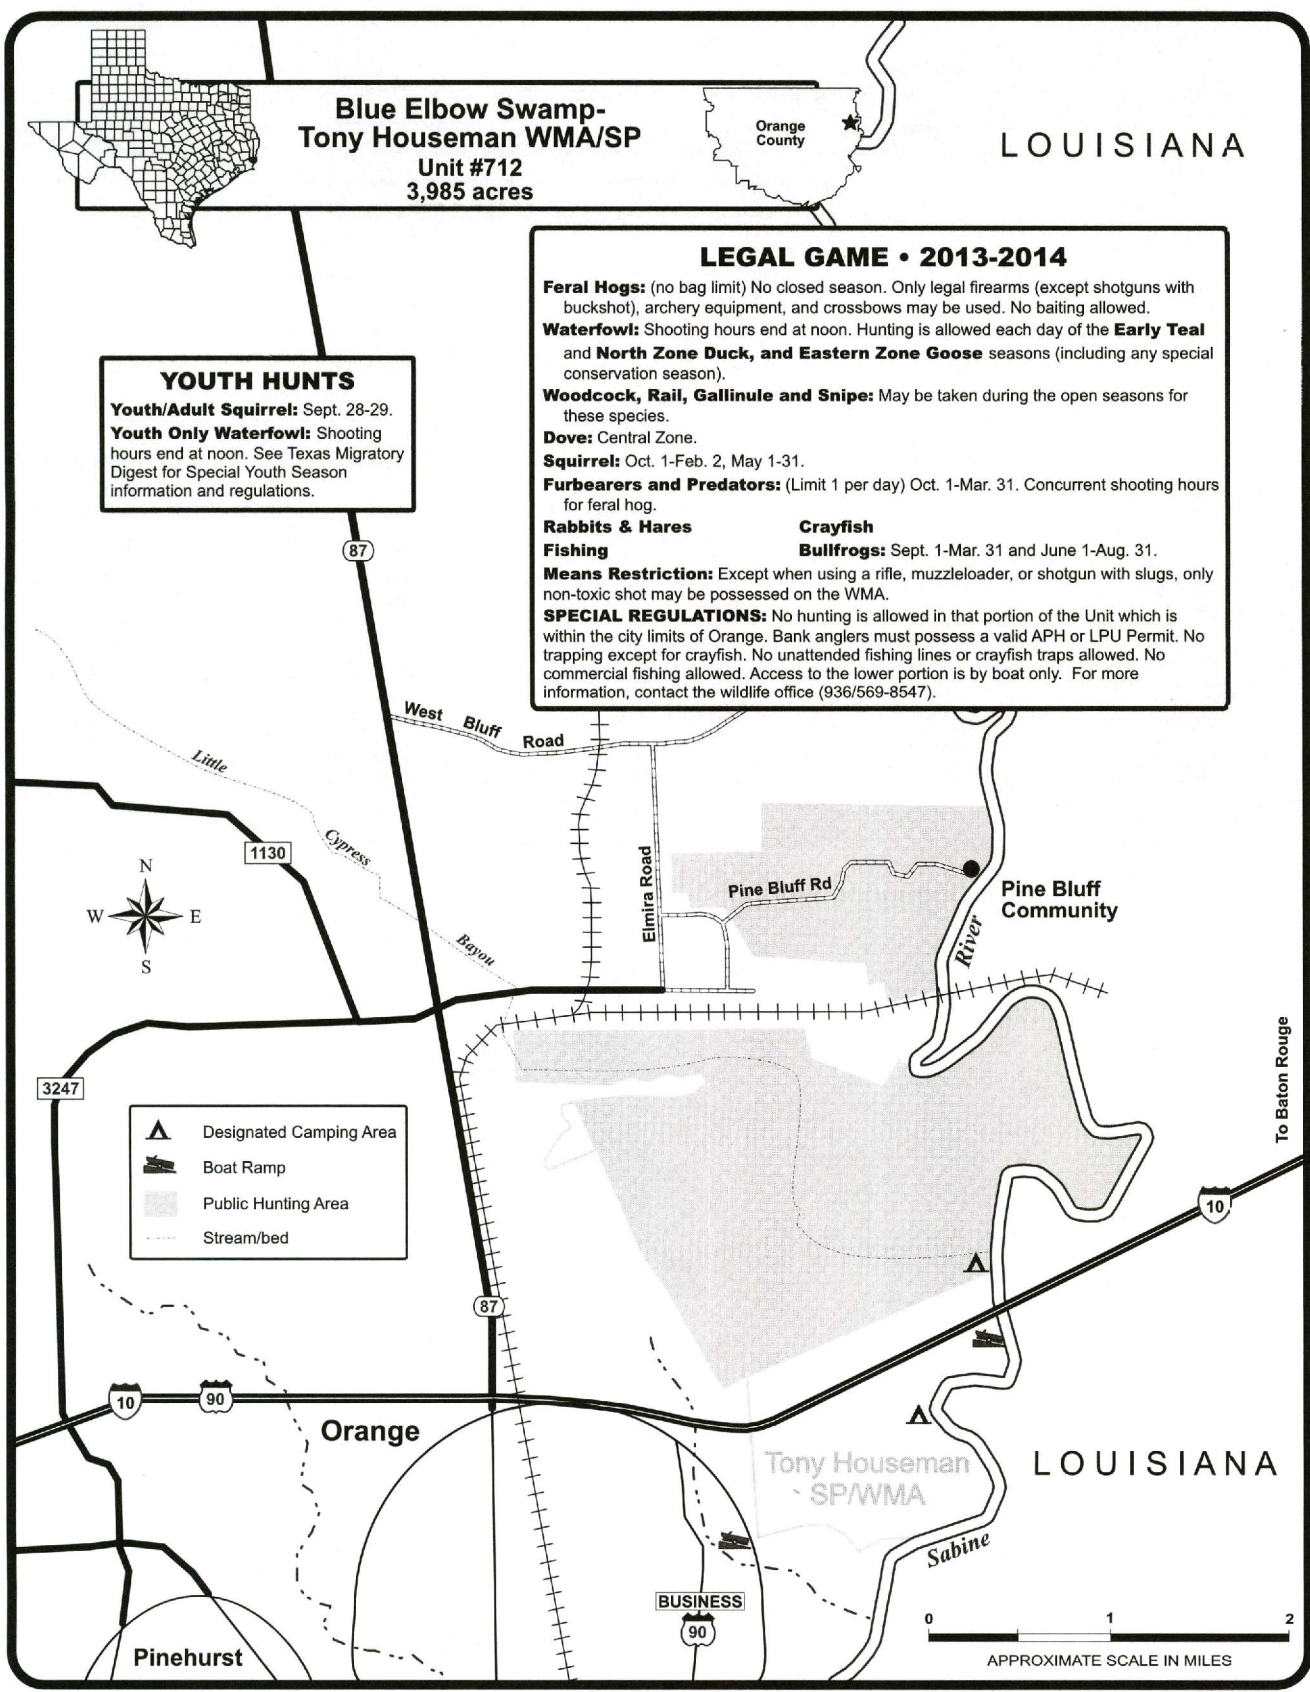 Blue Elbow Swamp-
Tony Houseman WMA/SP
Unit #712
3,985 acres
Orange
County
LOUISIANA
LEGAL GAME • 2013-2014
Feral Hogs: (no bag limit) No closed season. Only legal firearms (except shotguns with
buckshot), archery equipment, and crossbows may be used. No baiting allowed.
Waterfowl: Shooting hours end at noon. Hunting is allowed each day of the Early Teal
and North Zone Duck, and Eastern Zone Goose seasons (including any special
conservation season).
Woodcock, Rail, Gallinule and Snipe: May be taken during the open seasons for
these species.
Dove: Central Zone.
Squirrel: Oct. 1-Feb. 2, May 1-31.
Furbearers and Predators: (Limit 1 per day) Oct. 1-Mar. 31. Concurrent shooting hours
for feral hog.
Rabbits & Hares Crayfish
Fishing Bullfrogs: Sept. 1-Mar. 31 and June 1-Aug. 31.
Means Restriction: Except when using a rifle, muzzleloader, or shotgun with slugs, only
non-toxic shot may be possessed on the WMA.
SPECIAL REGULATIONS: No hunting is allowed in that portion of the Unit which is
within the city limits of Orange. Bank anglers must possess a valid APH or LPU Permit. No
trapping except for crayfish. No unattended fishing lines or crayfish traps allowed. No
commercial fishing allowed. Access to the lower portion is by boat only. For more
information, contact the wildlife office (936/569-8547).
YOUTH HUNTS
Youth/Adult Squirrel: Sept. 28-29.
Youth Only Waterfowl: Shooting
hours end at noon. See Texas Migratory
Digest for Special Youth Season
information and regulations.
87
West Bluff Road
Little Cypress Bayou
1130
N
W E
S
Elmira Road
Pine Bluff Rd
Pine Bluff
Community
River
3247
To Baton Rouge
Designated Camping Area
Boat Ramp
Public Hunting Area
Stream/bed
10
87
10
90
Orange
Tony Houseman
SP/WMA
LOUISIANA
Sabine
BUSINESS
90
Pinehurst
0 1 2
APPROXIMATE SCALE IN MILES